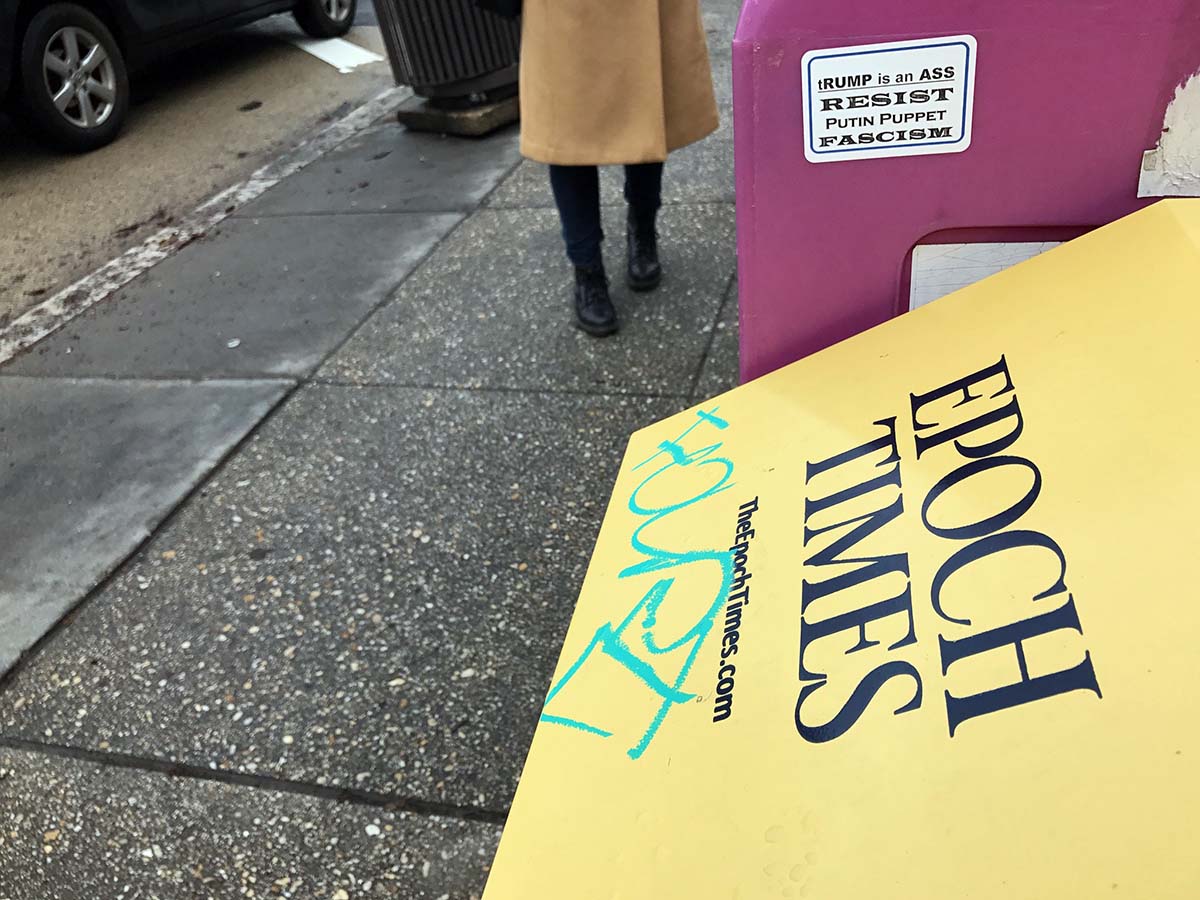 tRUMP is an ASS
RESIST
PUTIN PUPPET
FASCISM
EPOCH
TIMES
TheEpochTimes.com